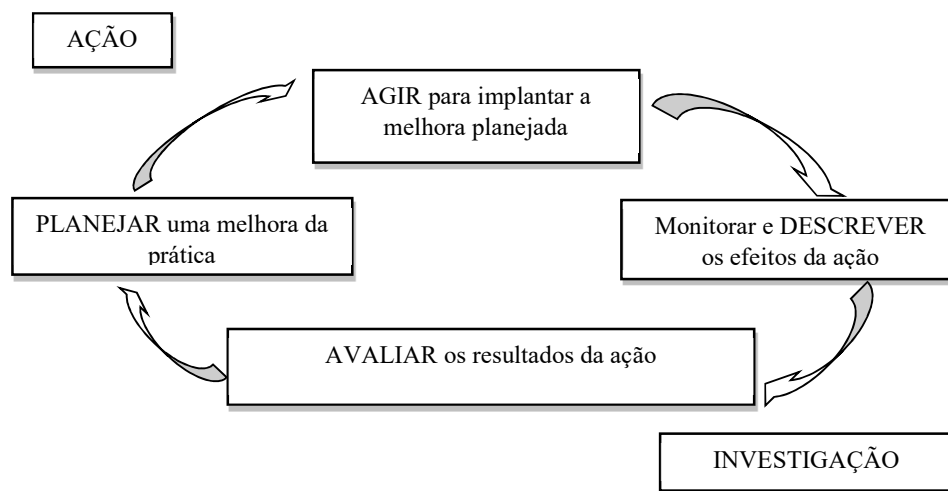 AÇÃO
AGIR para implantar a
melhora planejada
PLANEJAR uma melhora da
prática
Monitorar e DESCREVER
os efeitos da ação
AVALIAR os resultados da ação
INVESTIGAÇÃO